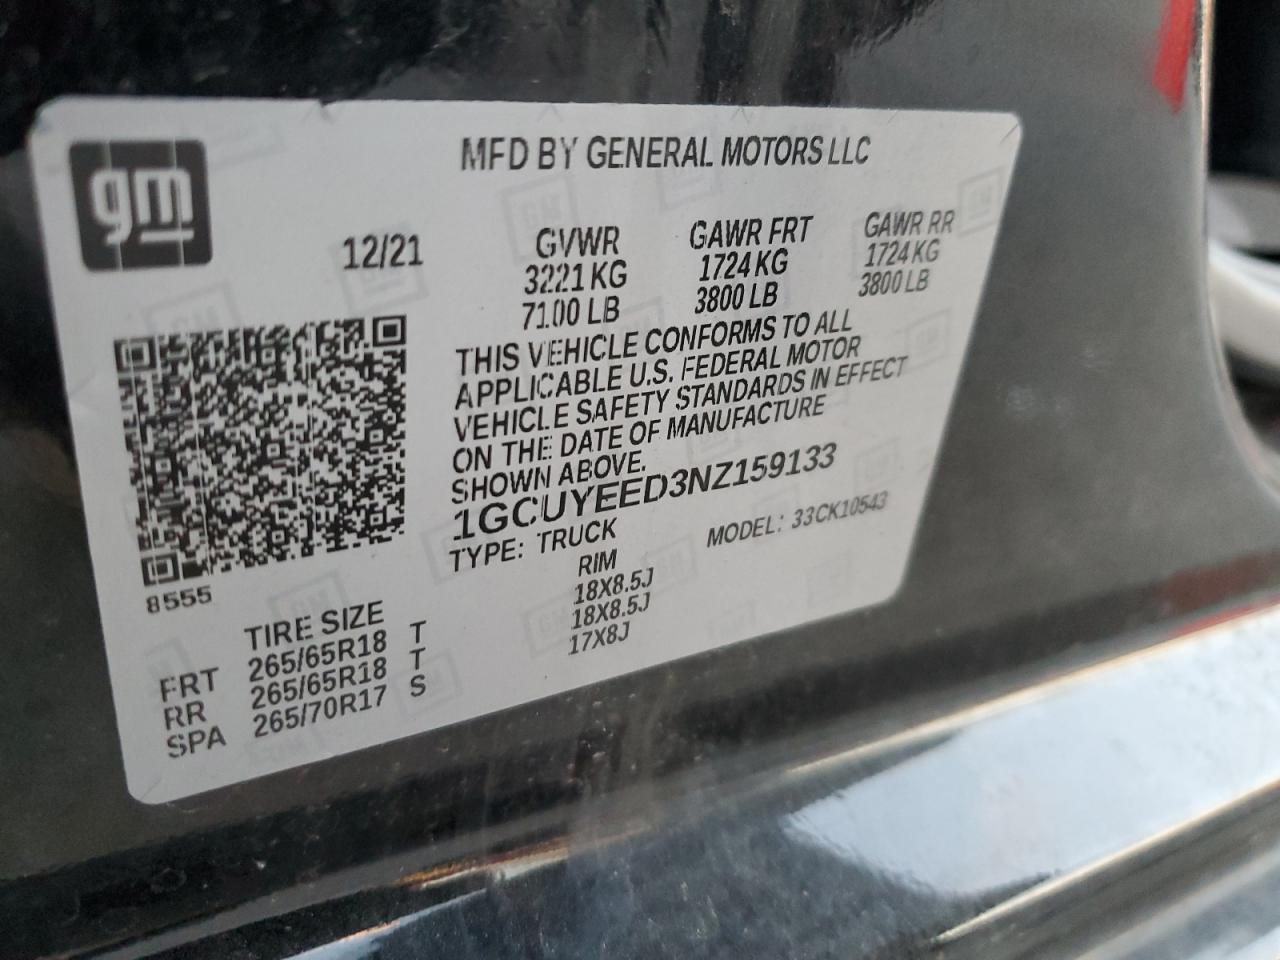 gm
MFD BY GENERAL MOTORS LLC
12/21
GVWR
3221 KG
7100 LB
GAWR FRT
1724 KG
3800 LB
GAWR RR
1724 KG
3800 LB
THIS VEHICLE CONFORMS TO ALL
APPLICABLE U.S. FEDERAL MOTOR
VEHICLE SAFETY STANDARDS IN EFFECT
ON THE DATE OF MANUFACTURE
SHOWN ABOVE.
1GCUYEED3NZ159133
TYPE: TRUCK MODEL: 33CK10543
8555
TIRE SIZE RIM
FRT 265/65R18 T 18X8.5J
RR 265/65R18 T 18X8.5J
SPA 265/70R17 S 17X8J